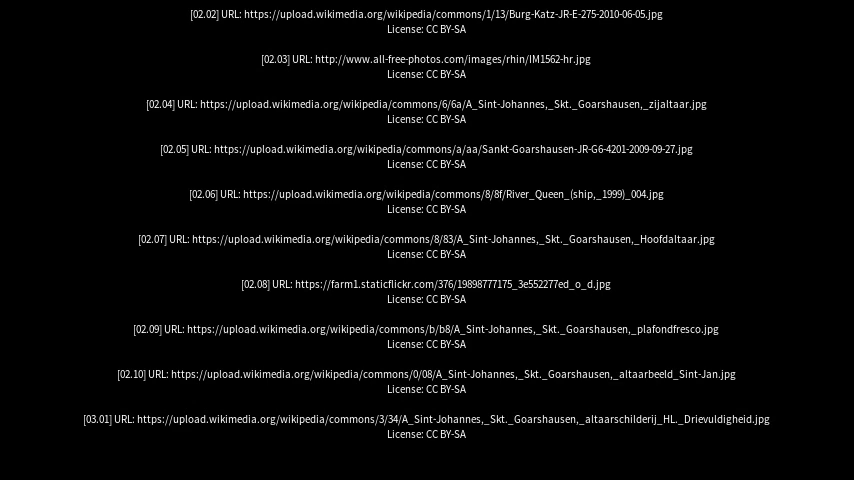 [02.02] URL: https://upload.wikimedia.org/wikipedia/commons/1/13/Burg-Katz-JR-E-275-2010-06-05.jpg
License: CC BY-SA
[02.03] URL: http://www.all-free-photos.com/images/rhin/IM1562-hr.jpg
License: CC BY-SA
[02.04] URL: https://upload.wikimedia.org/wikipedia/commons/6/6a/A_Sint-Johannes,_Skt._Goarshausen,_zijaltaar.jpg
License: CC BY-SA
[02.05] URL: https://upload.wikimedia.org/wikipedia/commons/a/aa/Sankt-Goarshausen-JR-G6-4201-2009-09-27.jpg
License: CC BY-SA
[02.06] URL: https://upload.wikimedia.org/wikipedia/commons/8/8f/River_Queen_(ship,_1999)_004.jpg
License: CC BY-SA
[02.07] URL: https://upload.wikimedia.org/wikipedia/commons/8/83/A_Sint-Johannes,_Skt._Goarshausen,_Hoofdaltaar.jpg
License: CC BY-SA
[02.08] URL: https://farm1.staticflickr.com/376/19898777175_3e552277ed_o_d.jpg
License: CC BY-SA
[02.09] URL: https://upload.wikimedia.org/wikipedia/commons/b/b8/A_Sint-Johannes,_Skt._Goarshausen,_plafondfresco.jpg
License: CC BY-SA
[02.10] URL: https://upload.wikimedia.org/wikipedia/commons/0/08/A_Sint-Johannes,_Skt._Goarshausen,_altaarbeeld_Sint-Jan.jpg
License: CC BY-SA
[03.01] URL: https://upload.wikimedia.org/wikipedia/commons/3/34/A_Sint-Johannes,_Skt._Goarshausen,_altaarschilderij_HL._Drievuldigheid.jpg
License: CC BY-SA